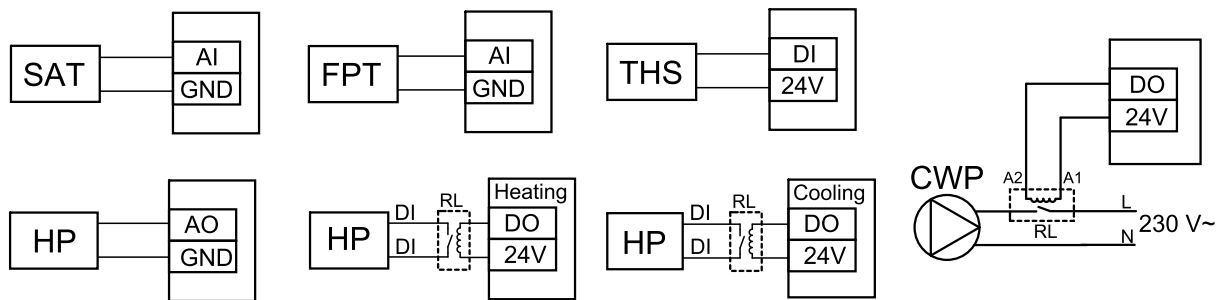 SAT
AI
GND
FPT
AI
GND
THS
DI
24V
DO
24V
CWP
A2
A1
RL
L
N
230 V~
HP
AO
GND
HP
DI
DI
RL
Heating
DO
24V
HP
DI
DI
RL
Cooling
DO
24V